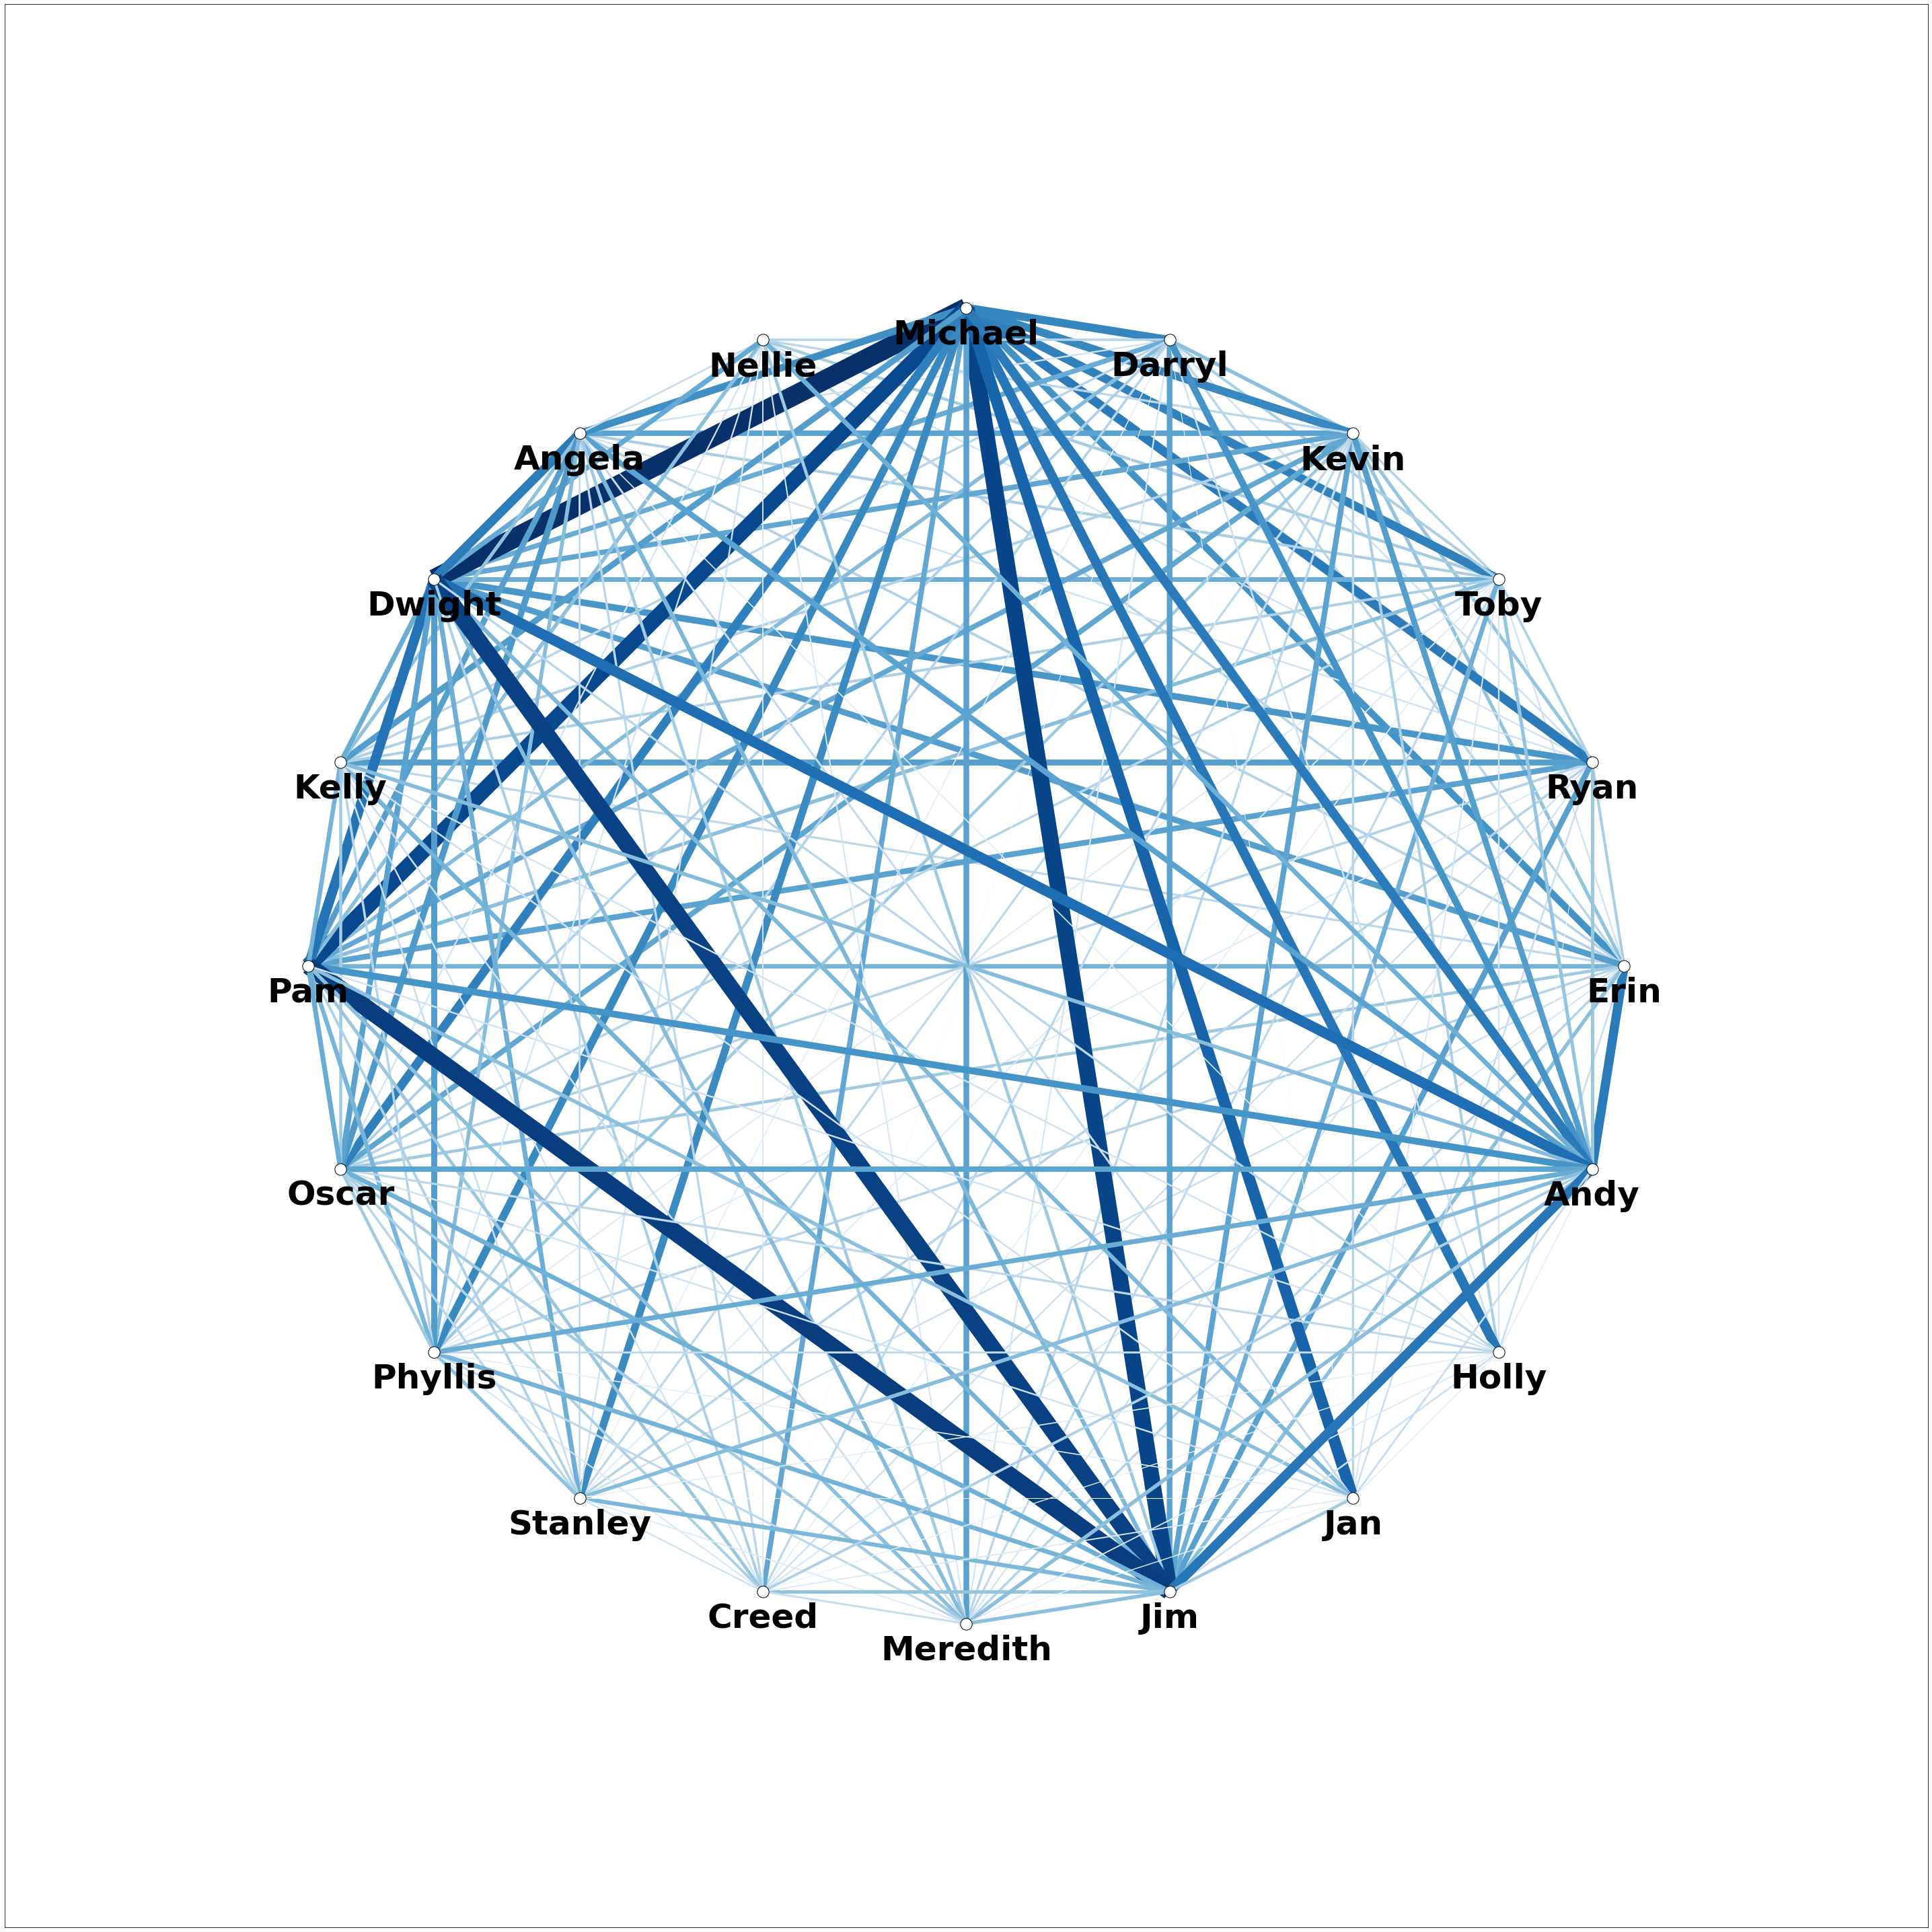 Michael
Nellie
Darryl
Angela
Kevin
Dwight
Toby
Kelly
Ryan
Pam
Erin
Oscar
Andy
Phyllis
Holly
Stanley
Jan
Creed
Jim
Meredith